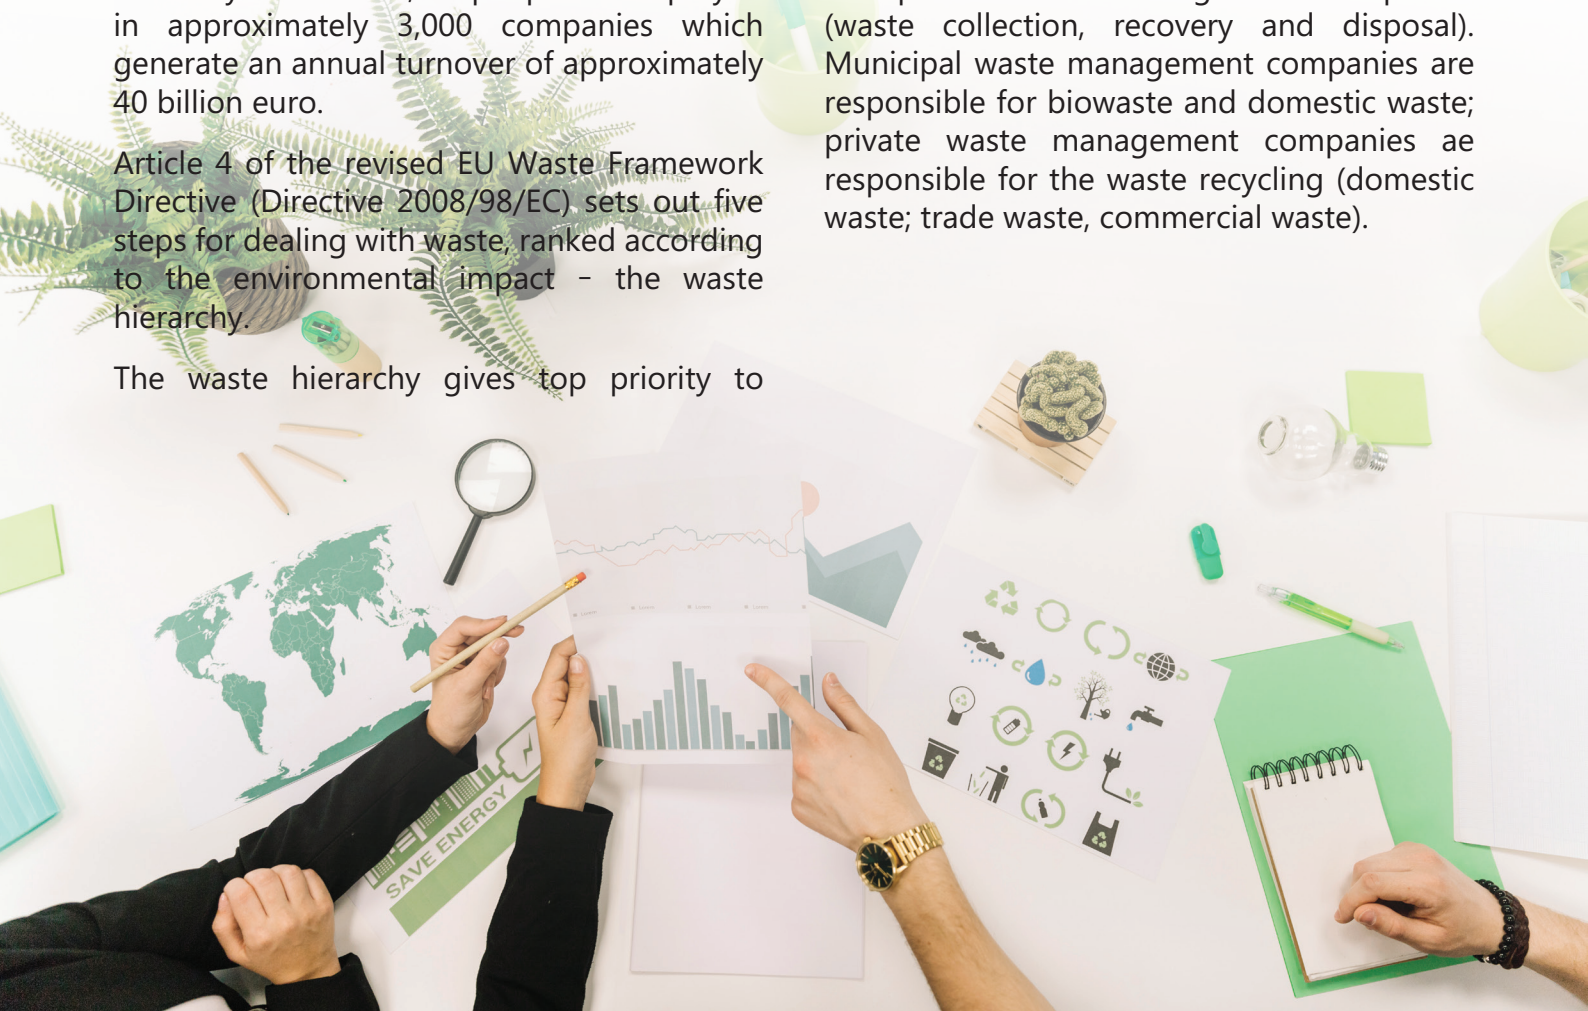 in approximately 3,000 companies which
generate an annual turnover of approximately
40 billion euro.
Article 4 of the revised EU Waste Framework
Directive (Directive 2008/98/EC) sets out five
steps for dealing with waste, ranked according
to the environmental impact – the waste
hierarchy.
The waste hierarchy gives top priority to
(waste collection, recovery and disposal).
Municipal waste management companies are
responsible for biowaste and domestic waste;
private waste management companies ae
responsible for the waste recycling (domestic
waste; trade waste, commercial waste).
SAVE ENERGY